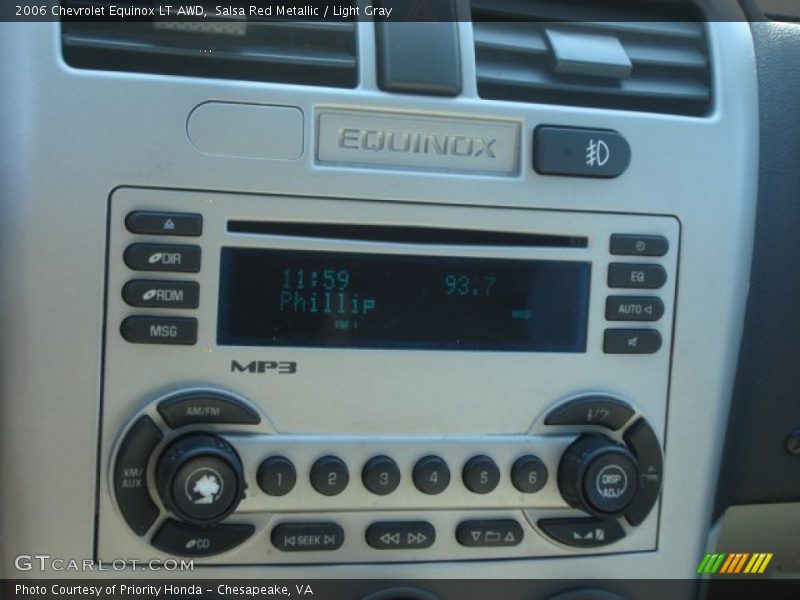 2006 Chevrolet Equinox LT AWD, Salsa Red Metallic / Light Gray
EQUINOX
DIR
RDM
MSG
11:59 93.7
Phillip
FM 1 MSG
EQ
AUTO
MP3
AM/FM
XM/
AUX
1 2 3 4 5 6
DISP
ADJ
CD
SEEK
GTCARLOT.COM
Photo Courtesy of Priority Honda - Chesapeake, VA